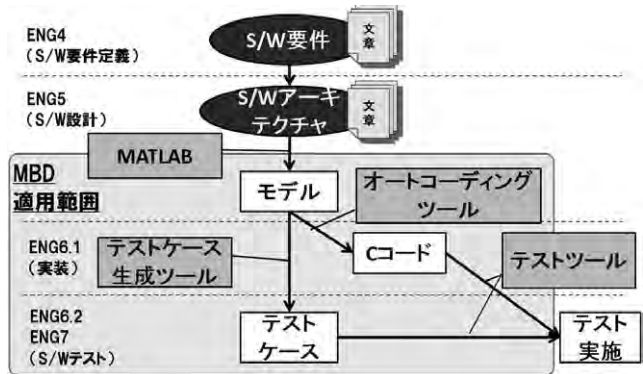 ENG4
(S/W要件定義)
S/W要件
文章
ENG5
(S/W設計)
S/Wアーキ
テクチャ
文章
MATLAB
MBD
適用範囲
モデル
オートコーディング
ツール
ENG6.1
(実装)
テストケース
生成ツール
Cコード
テストツール
ENG6.2
ENG7
(S/Wテスト)
テスト
ケース
テスト
実施